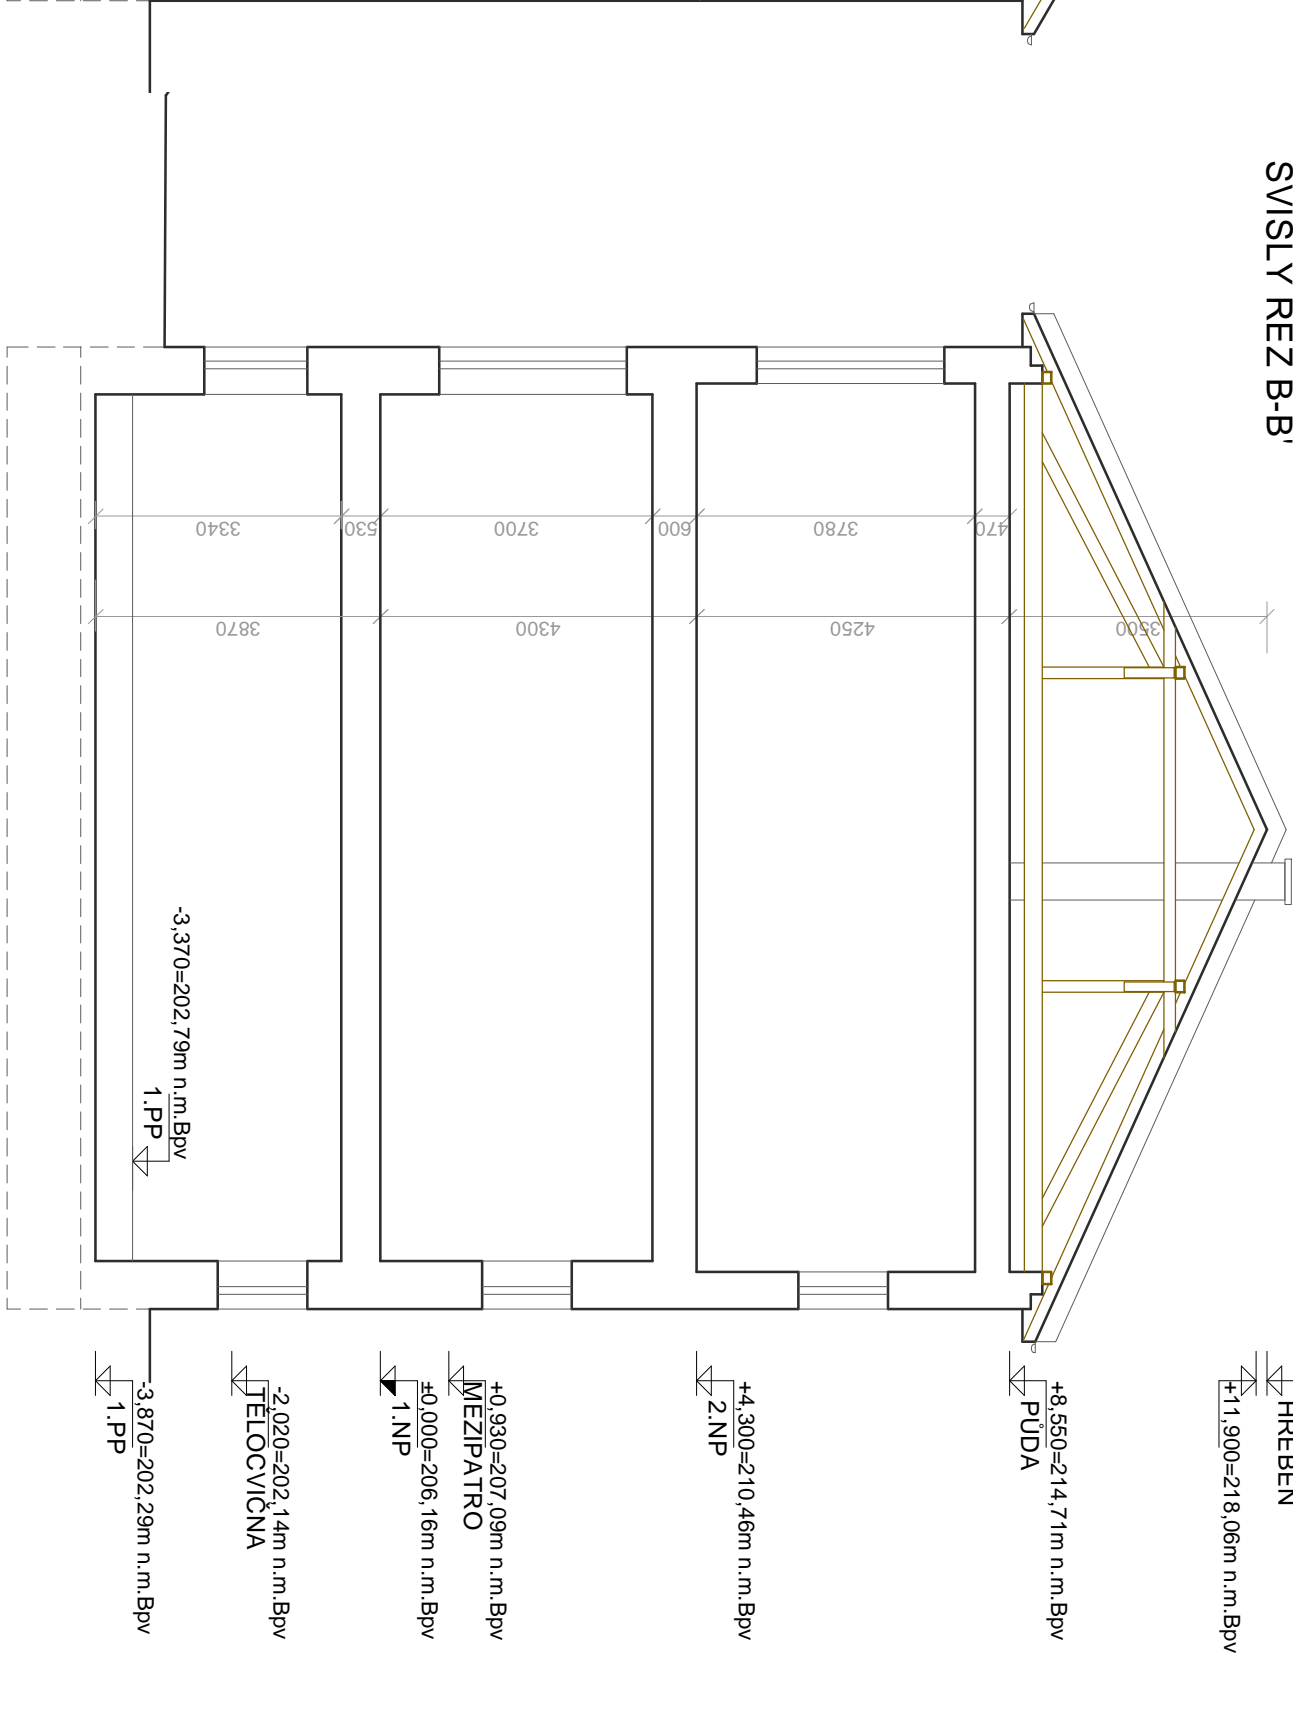 SVISLY REZ B-B'
HREBEN
+11,900=218,06m n.m.Bpv
+8,550=214,71m n.m.Bpv
PŮDA
+4,300=210,46m n.m.Bpv
2.NP
+0,930=207,09m n.m.Bpv
MEZIPATRO
±0,000=206,16m n.m.Bpv
1.NP
-2,020=202,14m n.m.Bpv
TĚLOCVIČNA
-3,370=202,79m n.m.Bpv
1.PP
-3,870=202,29m n.m.Bpv
1.PP
3340
530
3700
600
3780
470
3870
4300
4250
3500